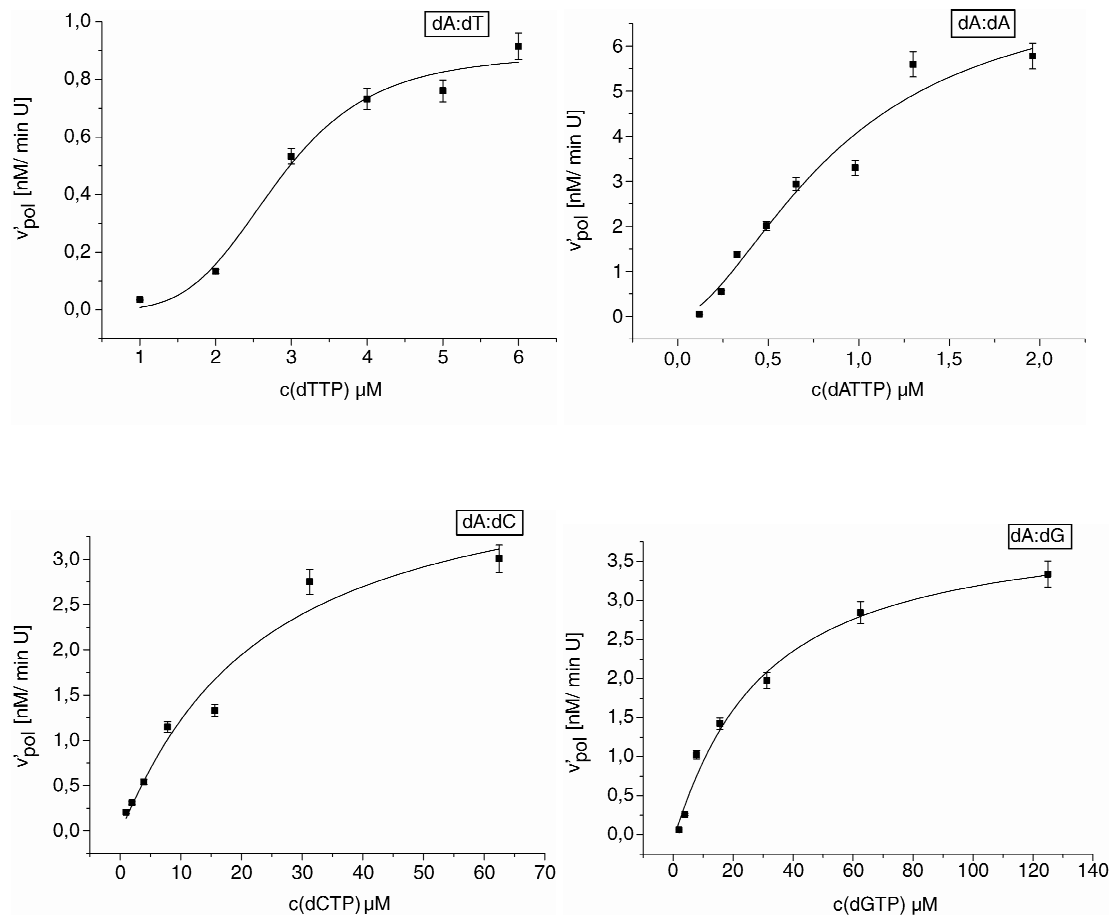 dA:dT
1,0
0,8
0,6
0,4
0,2
0,0
v'pol [nM/ min U]
1 2 3 4 5 6
c(dTTP) µM
dA:dA
6
5
4
3
2
1
0
v'pol [nM/ min U]
0,0 0,5 1,0 1,5 2,0
c(dATTP) µM
dA:dC
3,0
2,5
2,0
1,5
1,0
0,5
0,0
v'pol [nM/ min U]
0 10 20 30 40 50 60 70
c(dCTP) µM
dA:dG
3,5
3,0
2,5
2,0
1,5
1,0
0,5
0,0
v'pol [nM/ min U]
0 20 40 60 80 100 120 140
c(dGTP) µM